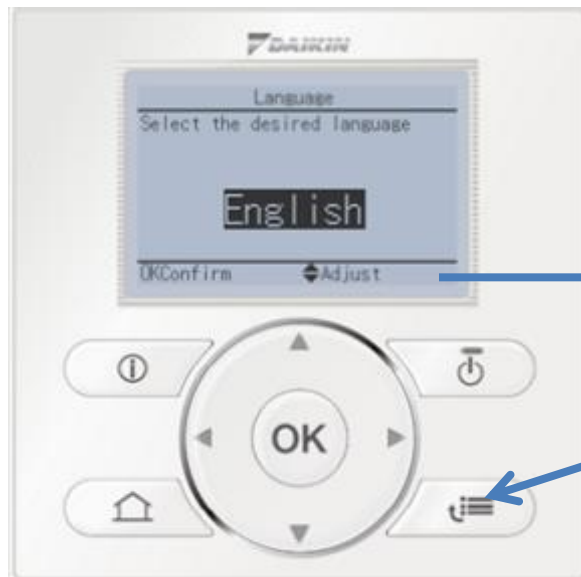 DAIKIN
Language
Select the desired language
English
OKConfirm Adjust
OK